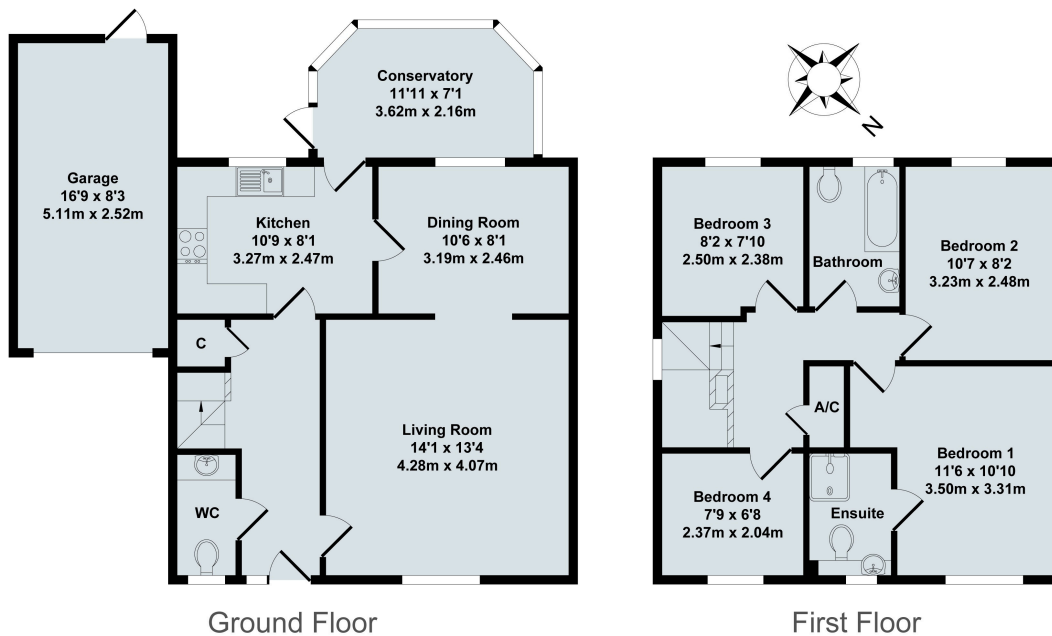 Conservatory
11'11 x 7'1
3.62m x 2.16m
N
Garage
16'9 x 8'3
5.11m x 2.52m
Kitchen
10'9 x 8'1
3.27m x 2.47m
Dining Room
10'6 x 8'1
3.19m x 2.46m
C
Living Room
14'1 x 13'4
4.28m x 4.07m
WC
Ground Floor
Bedroom 3
8'2 x 7'10
2.50m x 2.38m
Bathroom
Bedroom 2
10'7 x 8'2
3.23m x 2.48m
A/C
Bedroom 1
11'6 x 10'10
3.50m x 3.31m
Bedroom 4
7'9 x 6'8
2.37m x 2.04m
Ensuite
First Floor